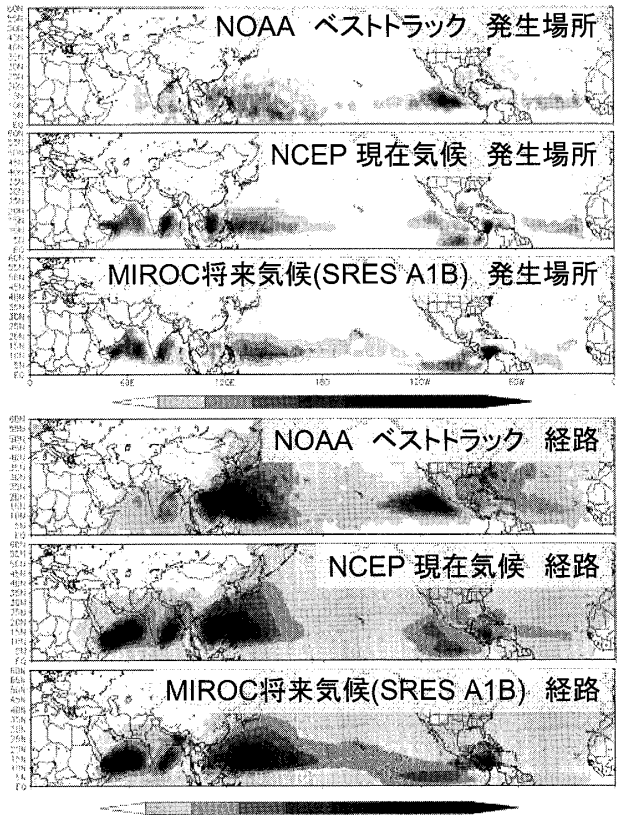 NOAA ベストトラック 発生場所
NCEP 現在気候 発生場所
MIROC将来気候(SRES A1B) 発生場所
0 60E 120E 180 120W 60W 0
NOAA ベストトラック 経路
NCEP 現在気候 経路
MIROC将来気候(SRES A1B) 経路